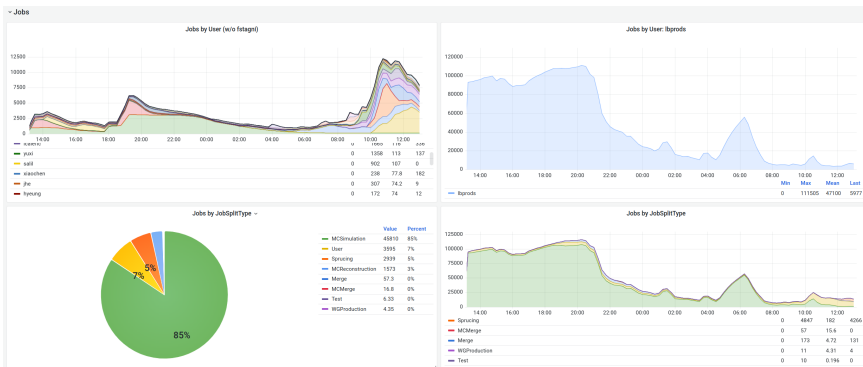 Jobs
Jobs by User (w/o fstagni)
12500
10000
7500
5000
2500
0
14:00 16:00 18:00 20:00 22:00 00:00 02:00 04:00 06:00 08:00 10:00 12:00
yuxi 0 1358 113 137
salil 0 902 107 0
xiaochen 0 238 77.8 182
jhe 0 307 74.2 9
hyeung 0 172 74 12
Jobs by User: lbprods
120000
100000
80000
60000
40000
20000
0
14:00 16:00 18:00 20:00 22:00 00:00 02:00 04:00 06:00 08:00 10:00 12:00
Min Max Mean Last
lbprods 0 111505 47100 5977
Jobs by JobSplitType
85%
7%
5%
Value Percent
MCSimulation 45810 85%
User 3595 7%
Sprucing 2939 5%
MCReconstruction 1573 3%
Merge 57.3 0%
MCMerge 16.8 0%
Test 6.33 0%
WGProduction 4.35 0%
Jobs by JobSplitType
125000
100000
75000
50000
25000
0
14:00 16:00 18:00 20:00 22:00 00:00 02:00 04:00 06:00 08:00 10:00 12:00
Sprucing 0 4847 182 4266
MCMerge 0 57 15.6 0
Merge 0 173 4.72 131
WGProduction 0 11 4.31 4
Test 0 10 0.196 0